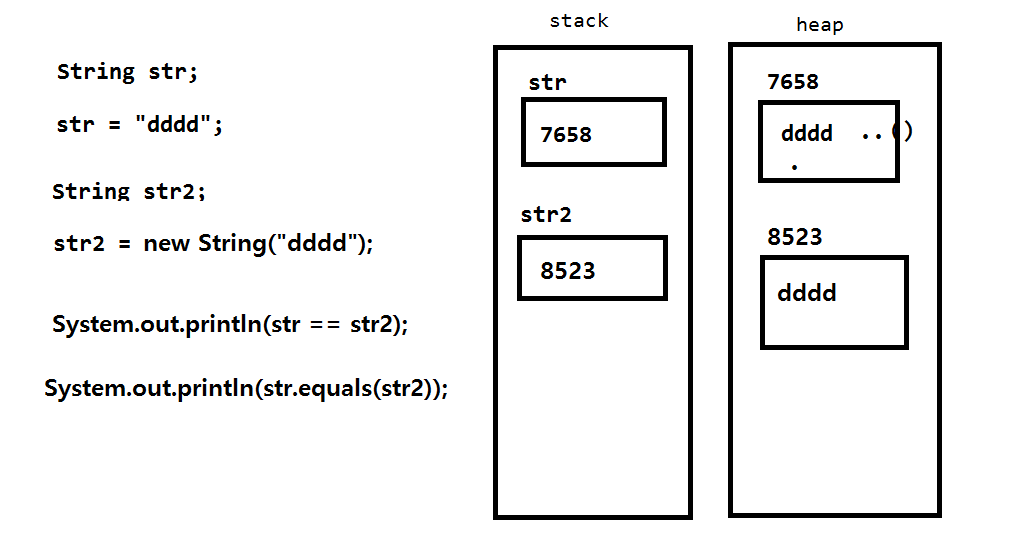 String str;
str = "dddd";
String str2;
str2 = new String("dddd");
System.out.println(str == str2);
System.out.println(str.equals(str2));
stack
str
7658
str2
8523
heap
7658
dddd ..()
.
8523
dddd